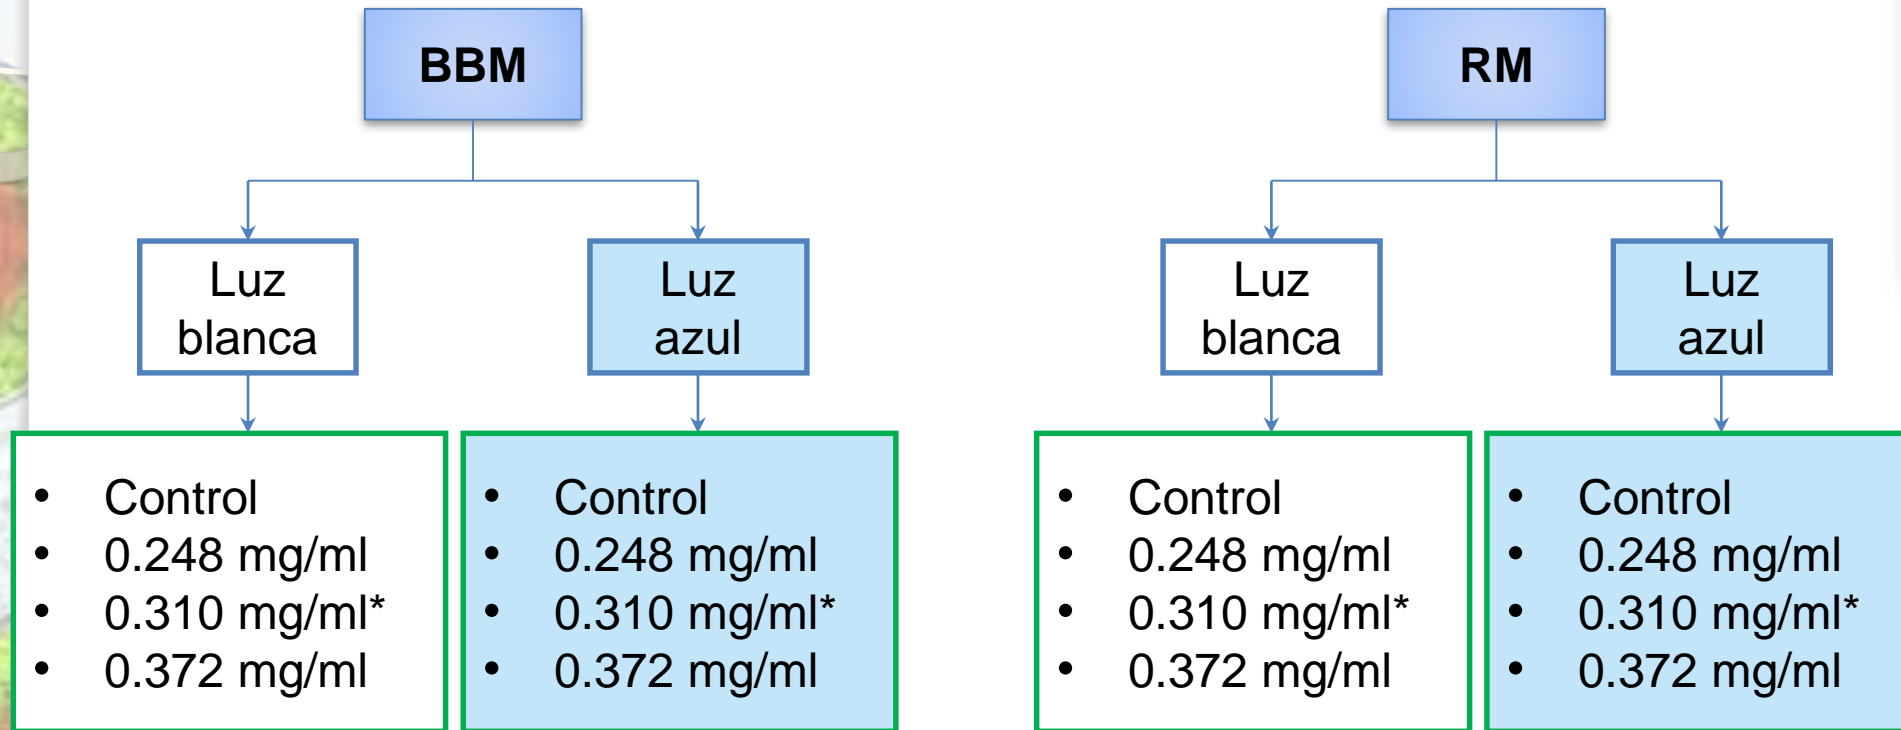 BBM
Luz
blanca
Luz
azul
• Control
• 0.248 mg/ml
• 0.310 mg/ml*
• 0.372 mg/ml
• Control
• 0.248 mg/ml
• 0.310 mg/ml*
• 0.372 mg/ml
RM
Luz
blanca
Luz
azul
• Control
• 0.248 mg/ml
• 0.310 mg/ml*
• 0.372 mg/ml
• Control
• 0.248 mg/ml
• 0.310 mg/ml*
• 0.372 mg/ml